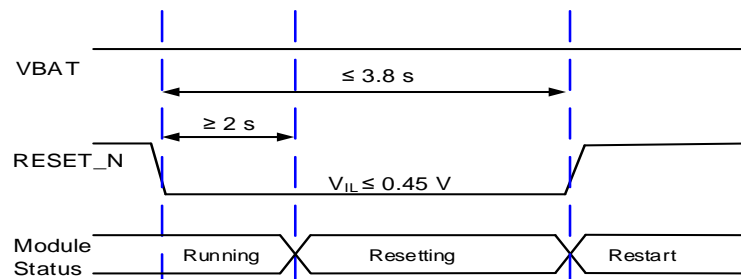 VBAT
≤ 3.8 s
≥ 2 s
RESET_N
VIL ≤ 0.45 V
Module
Status
Running
Resetting
Restart